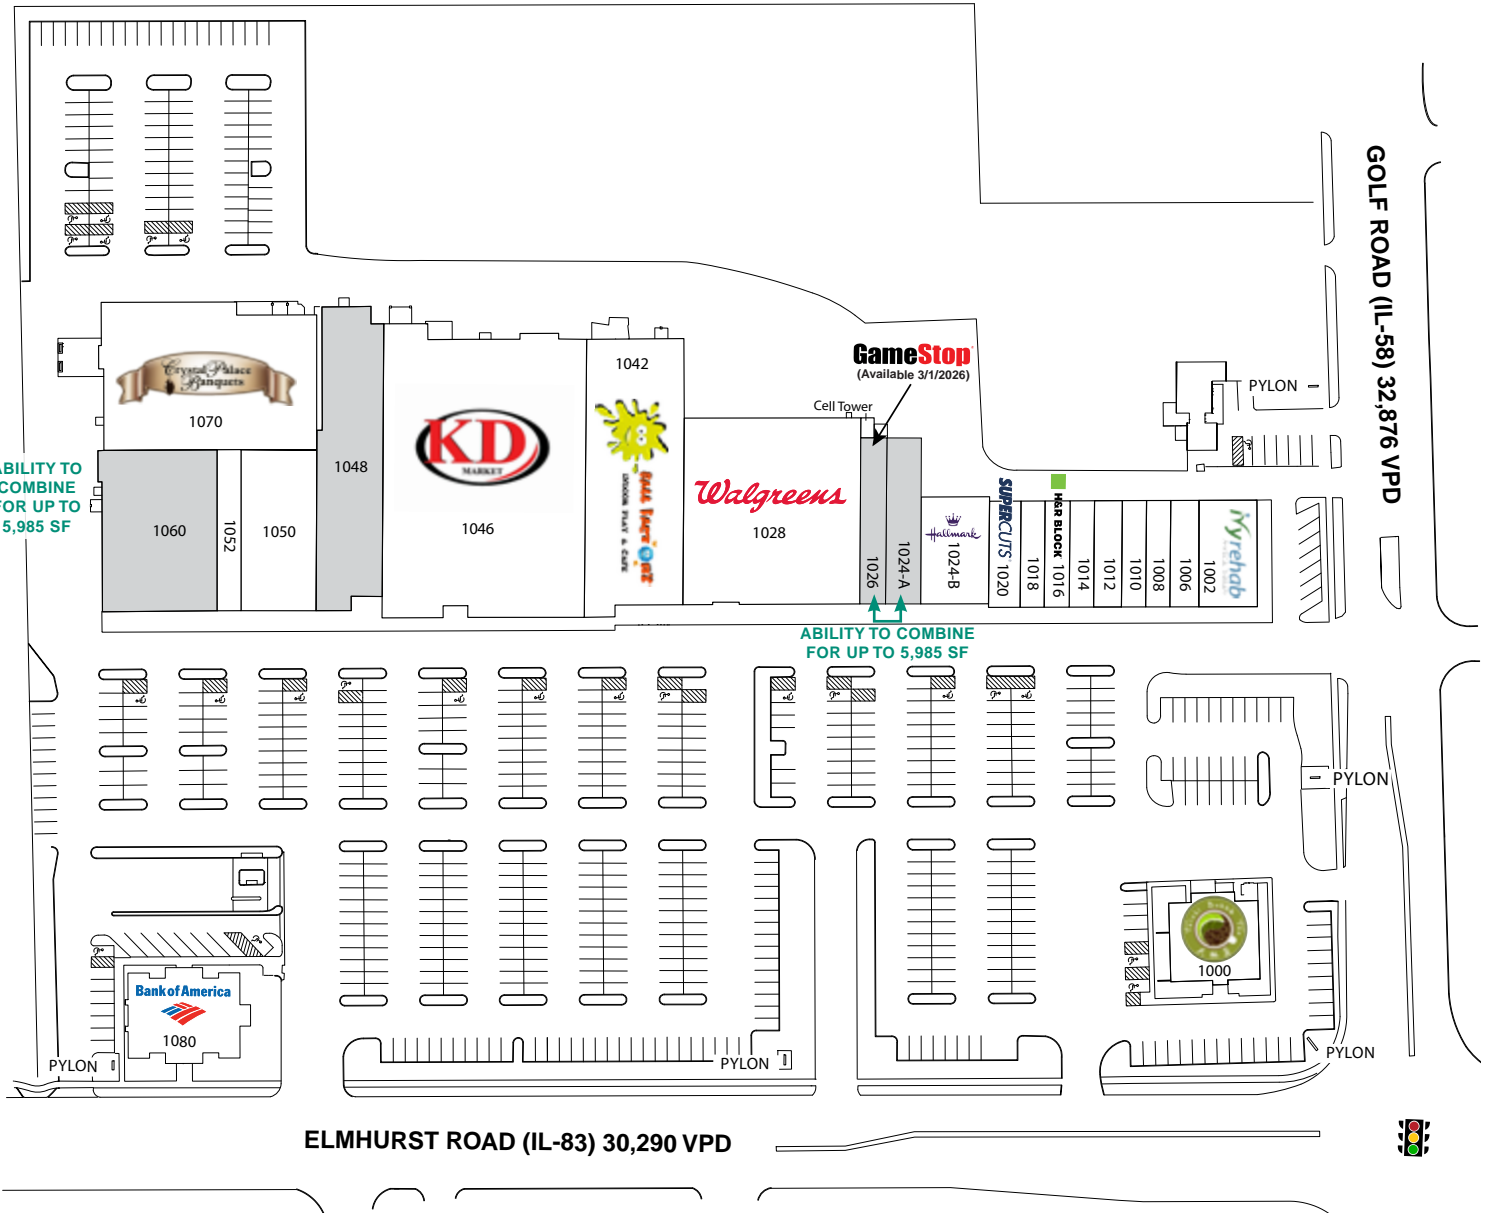 GOLF ROAD (IL-58) 32,876 VPD
GameStop
(Available 3/1/2026)
Cell Tower
PYLON
Crystal Palace
Banquets
1070
1048
KD
MARKET
1046
1042
Walgreens
1028
ABILITY TO
COMBINE
FOR UP TO
5,985 SF
1060
1052
1050
1026
1024-A
Hallmark
1024-B
SUPERCUTS
1020
1018
H&R BLOCK
1016
1014
1012
1010
1008
1006
1002
ivyrehab
ABILITY TO COMBINE
FOR UP TO 5,985 SF
PYLON
1000
Bank of America
1080
PYLON
PYLON
PYLON
ELMHURST ROAD (IL-83) 30,290 VPD